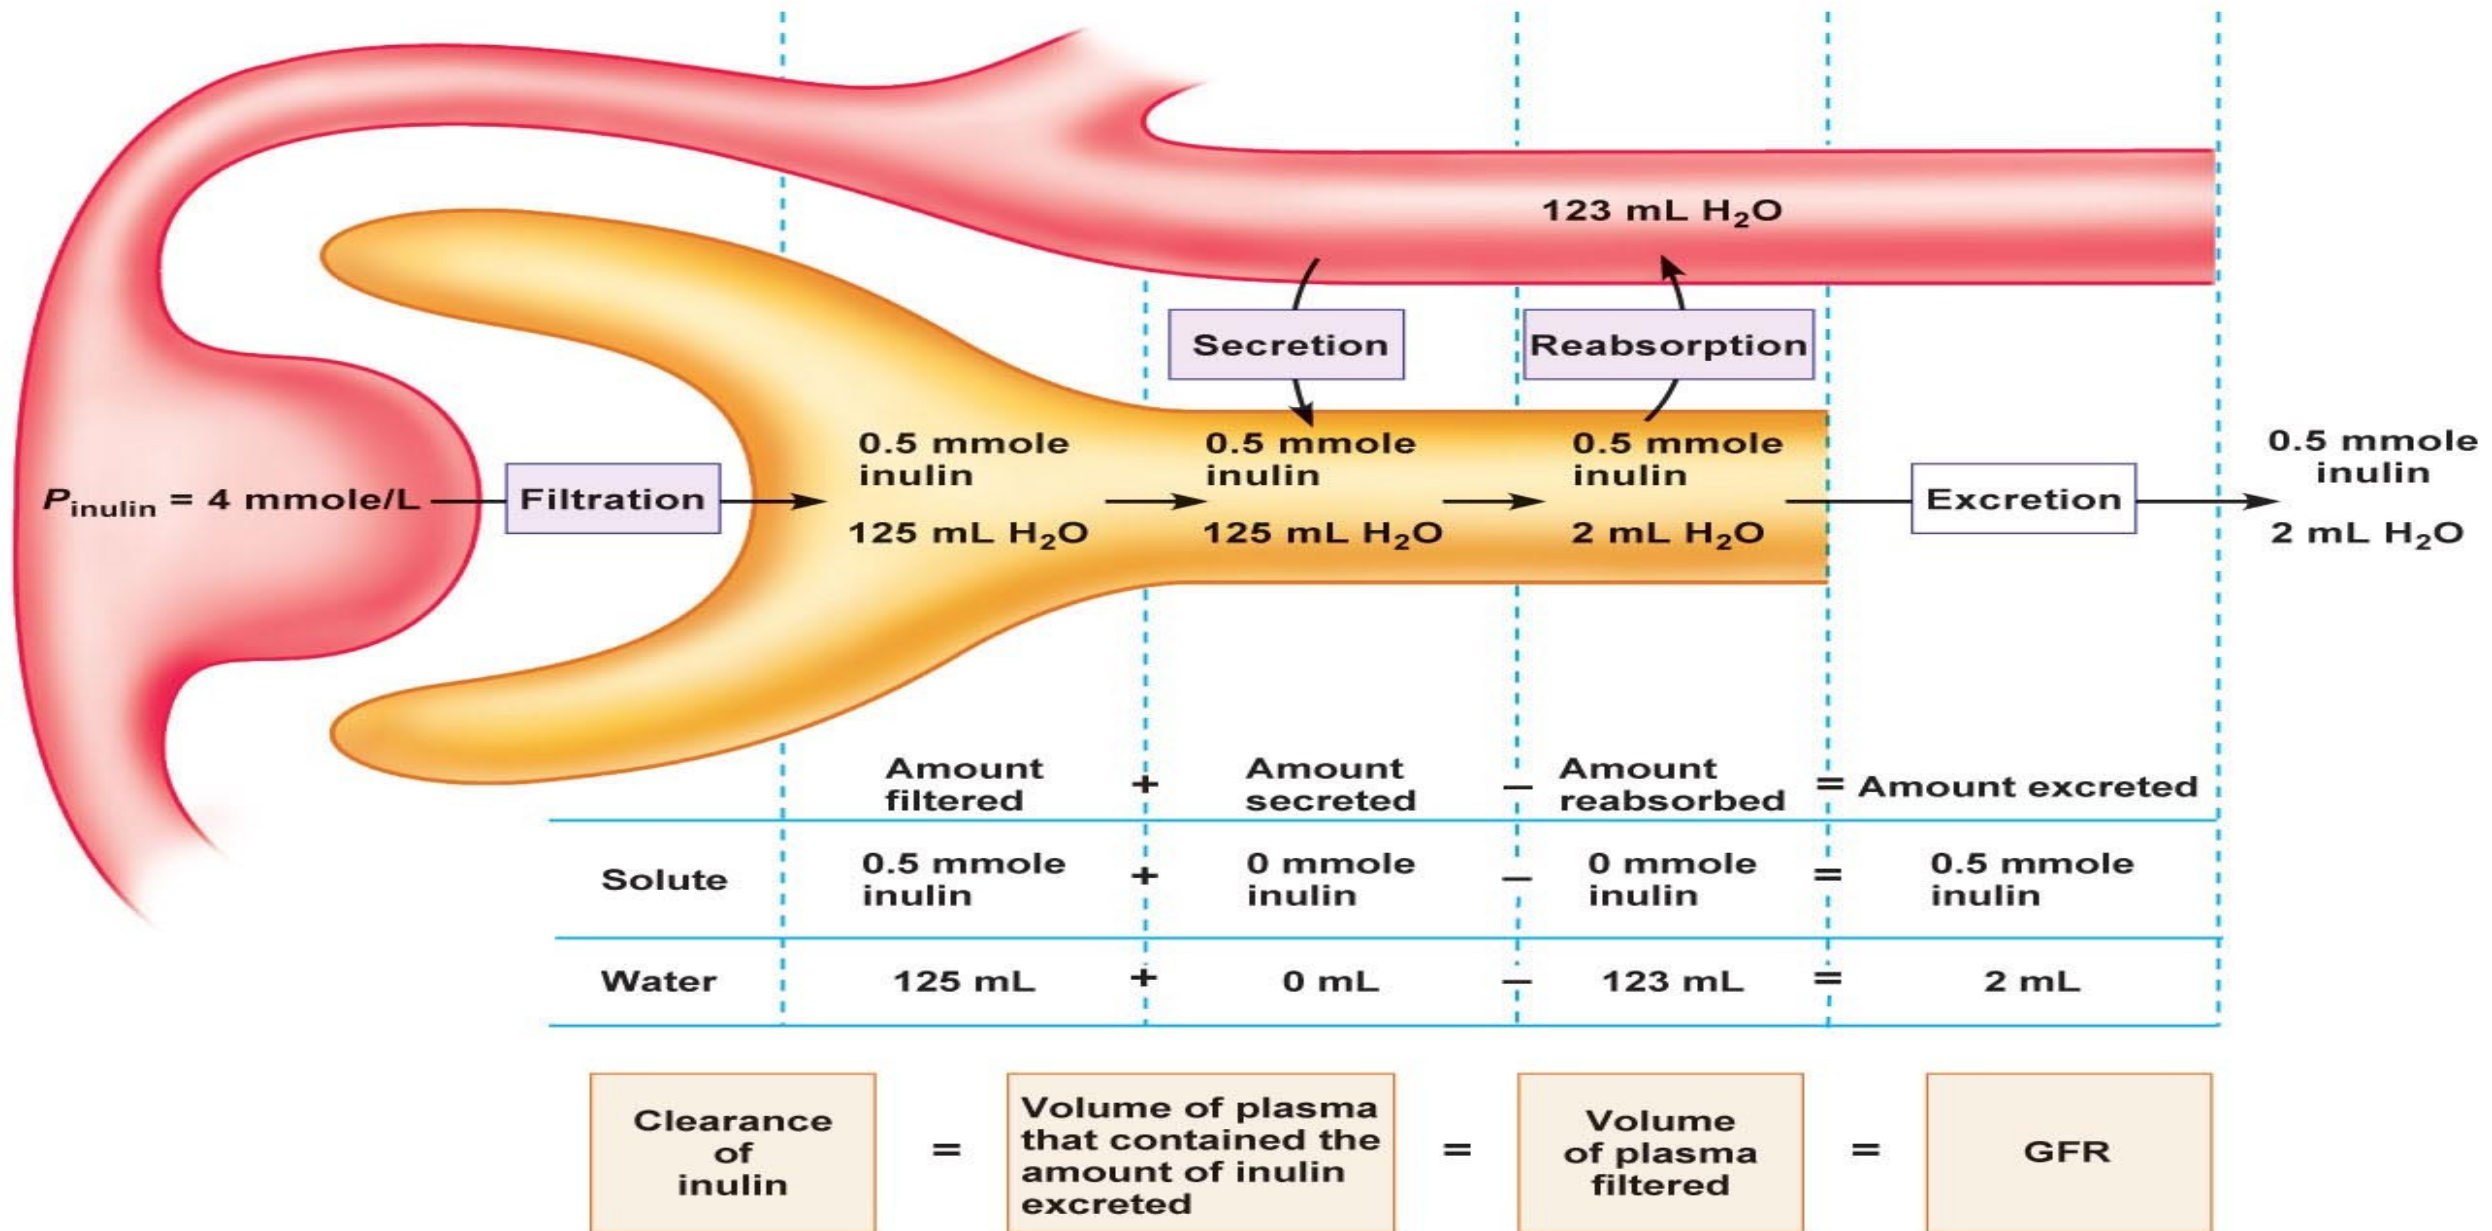 123 mL H₂O
Secretion
Reabsorption
P inulin = 4 mmole/L
Filtration
0.5 mmole
inulin
125 mL H₂O
0.5 mmole
inulin
125 mL H₂O
0.5 mmole
inulin
2 mL H₂O
Excretion
0.5 mmole
inulin
2 mL H₂O
Amount
filtered
+
Amount
secreted
–
Amount
reabsorbed
=
Amount excreted
Solute
0.5 mmole
inulin
+
0 mmole
inulin
–
0 mmole
inulin
=
0.5 mmole
inulin
Water
125 mL
+
0 mL
–
123 mL
=
2 mL
Clearance
of
inulin
=
Volume of plasma
that contained the
amount of inulin
excreted
=
Volume
of plasma
filtered
=
GFR